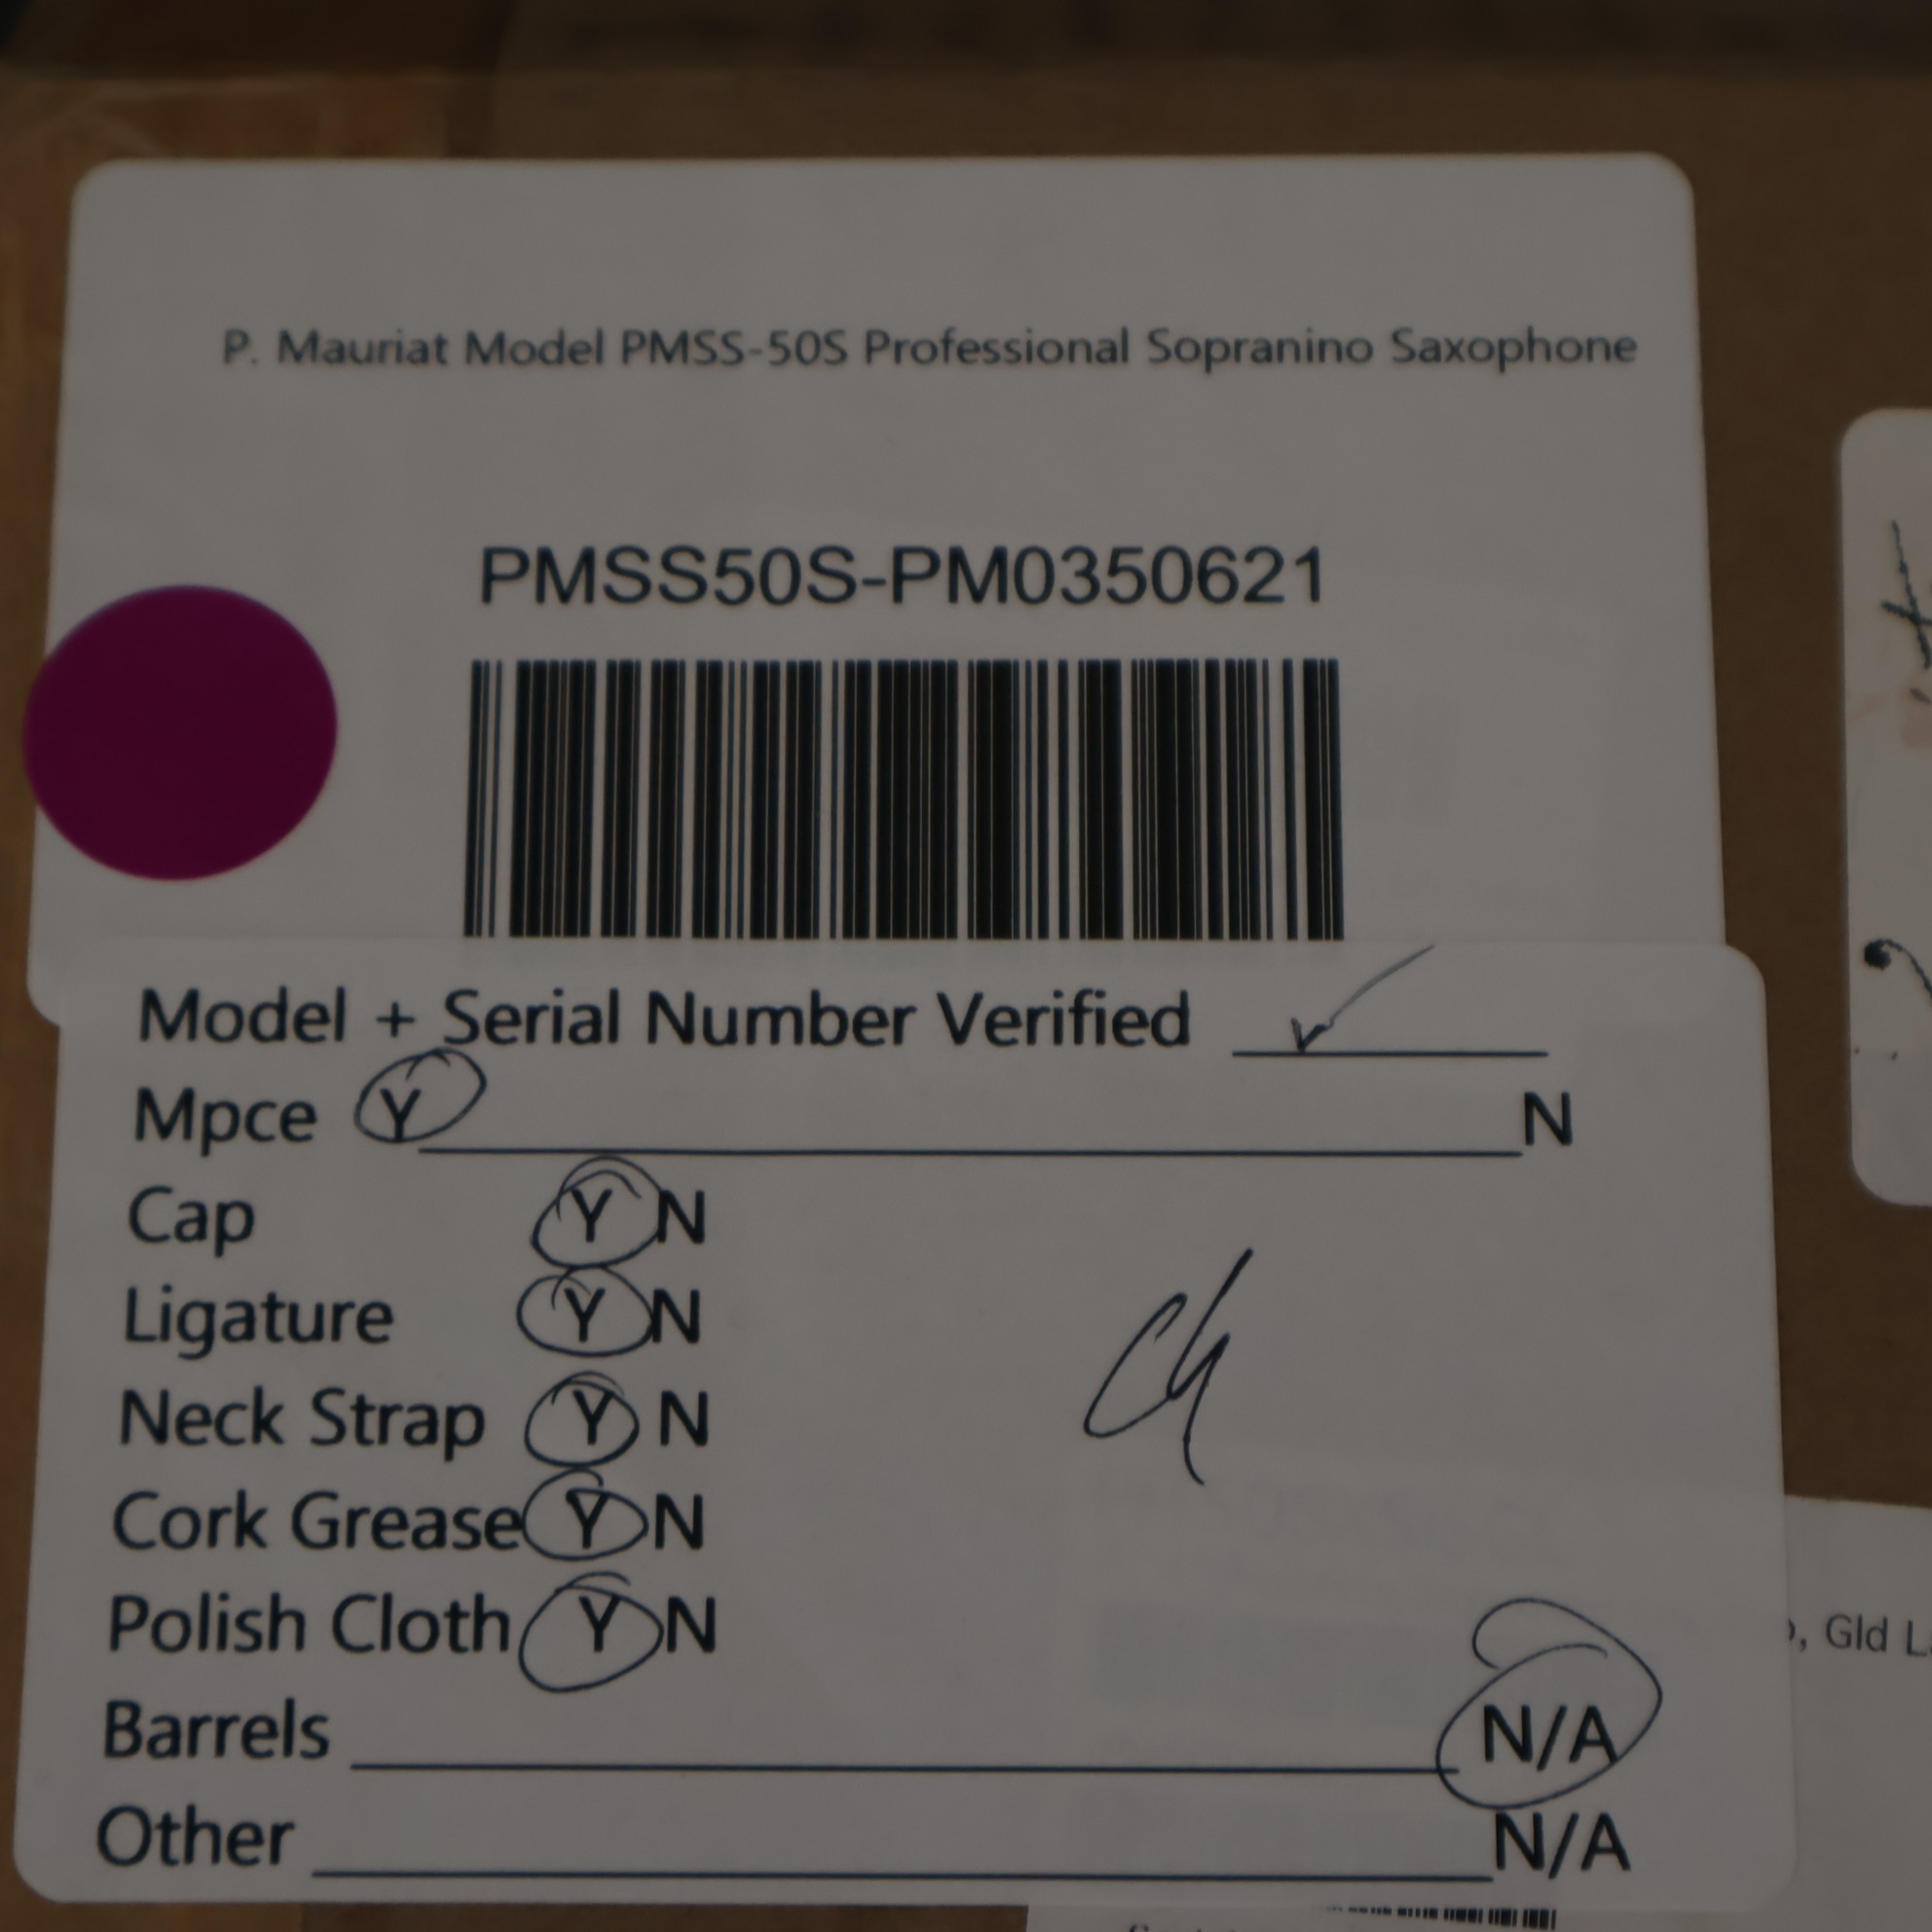 P. Mauriat Model PMSS-50S Professional Sopranino Saxophone
PMSS50S-PM0350621
Model + Serial Number Verified
Mpce Y N
Cap Y N
Ligature Y N
Neck Strap Y N
Cork Grease Y N
Polish Cloth Y N
Barrels N/A
Other N/A
, Gld